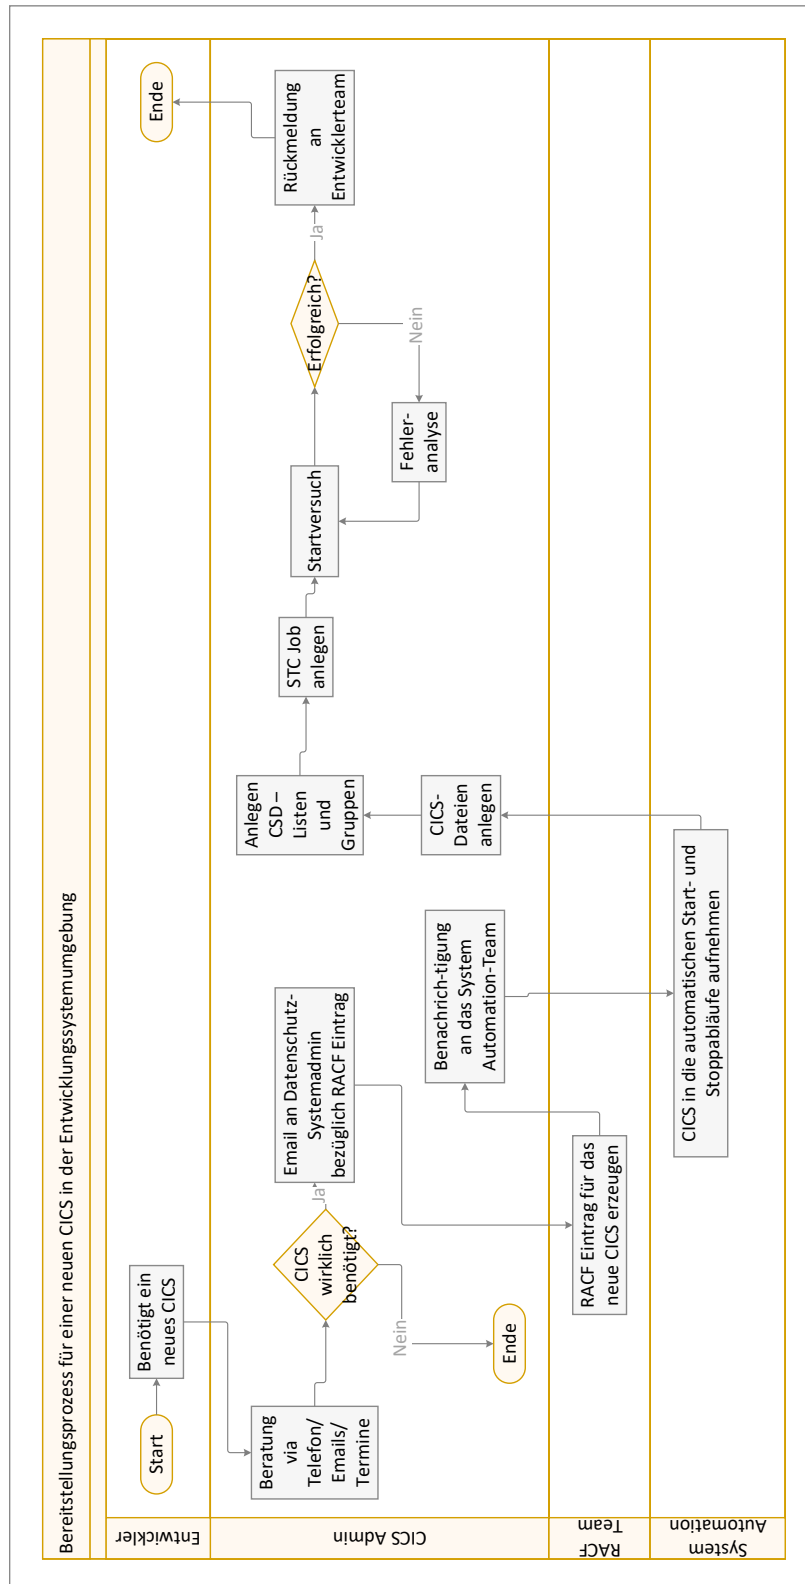 Bereitstellungsprozess für einer neuen CICS in der Entwicklungssystemumgebung
Entwickler
Start
Benötigt ein
neues CICS
Ende
CICS Admin
Beratung
via
Telefon/
Emails/
Termine
CICS
wirklich
benötigt?
Ja
Nein
Ende
Email an Datenschutz-
Systemadmin
bezüglich RACF Eintrag
Benachrich-tigung
an das System
Automation-Team
Anlegen
CSD –
Listen
und
Gruppen
CICS-
Dateien
anlegen
STC Job
anlegen
Startversuch
Erfolgreich?
Ja
Nein
Fehler-
analyse
Rückmeldung
an
Entwicklerteam
RACF
Team
RACF Eintrag für das
neue CICS erzeugen
System
Automation
CICS in die automatischen Start- und
Stoppabläufe aufnehmen